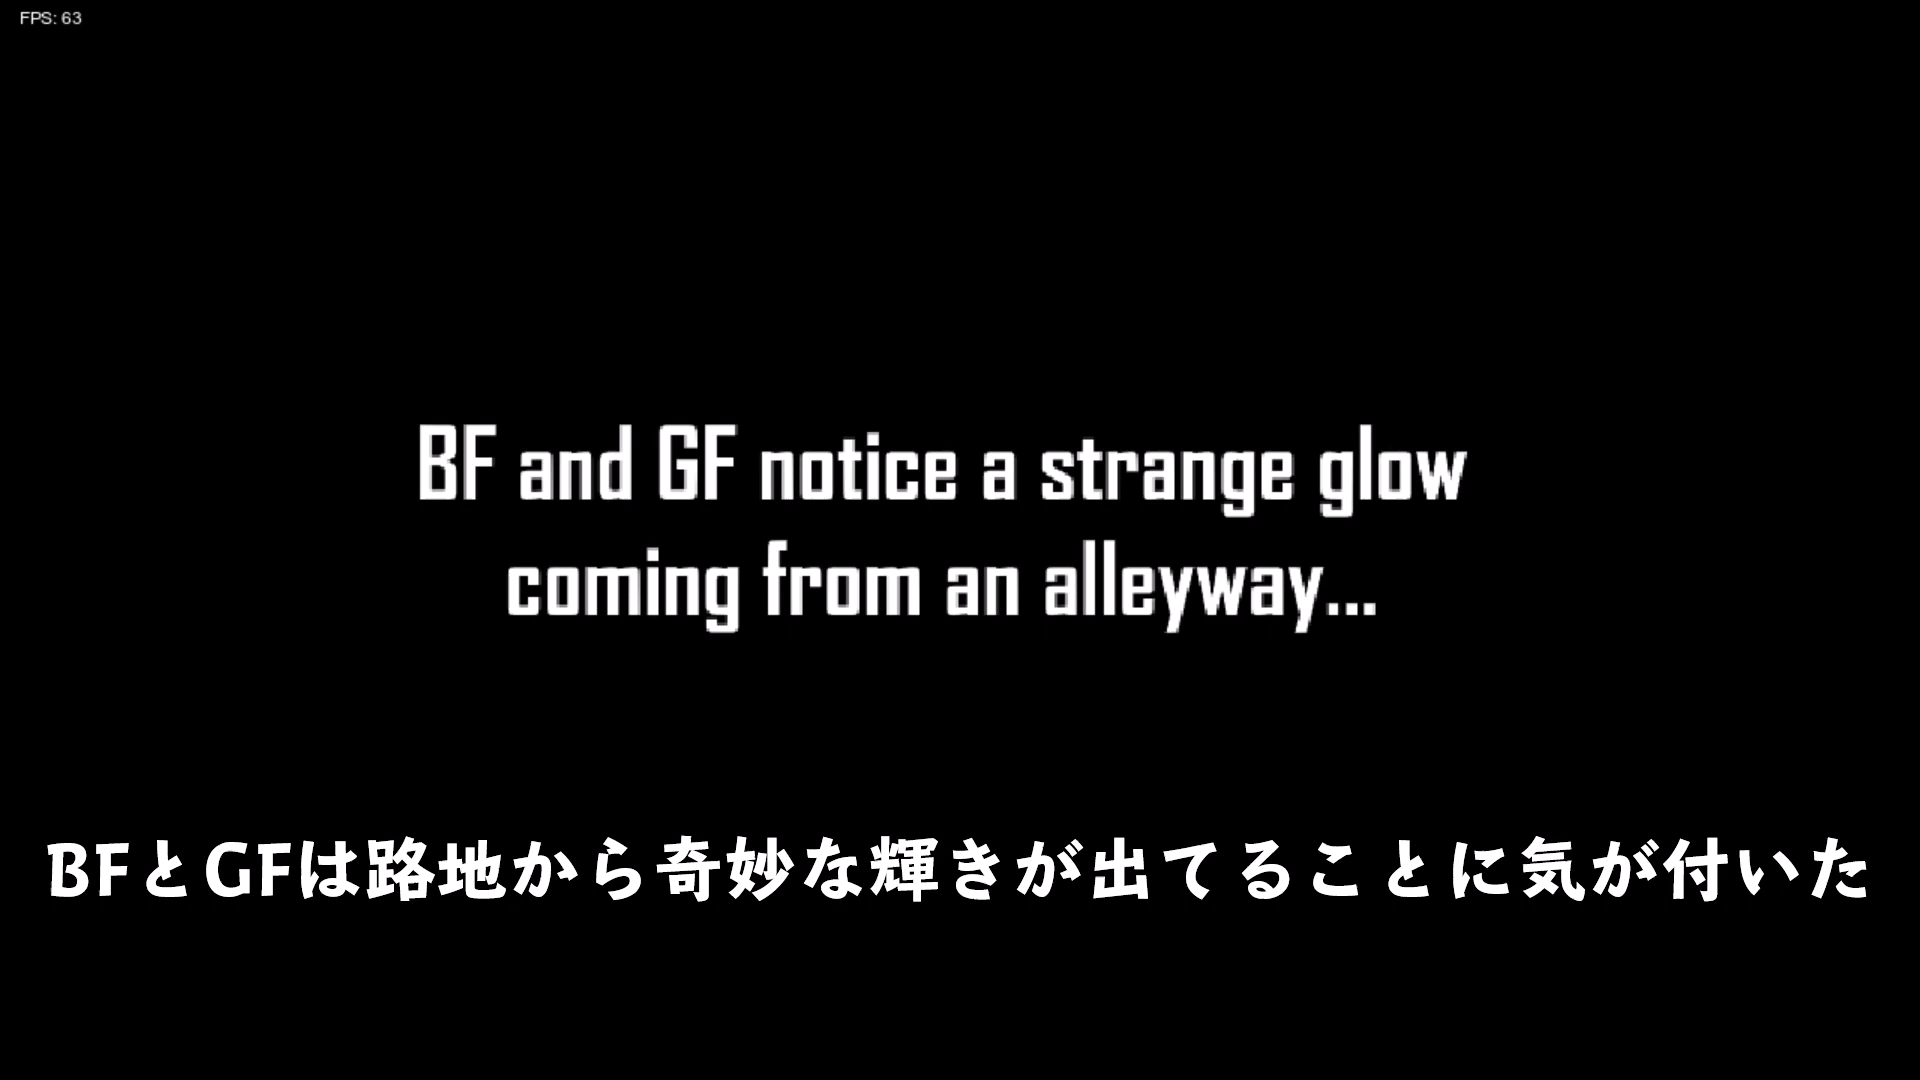 FPS: 63
BF and GF notice a strange glow
coming from an alleyway...
BFとGFは路地から奇妙な輝きが出てることに気が付いた